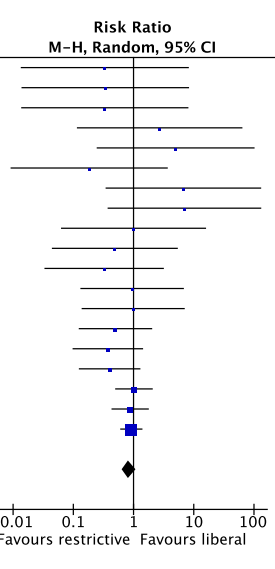 Risk Ratio
M-H, Random, 95% CI
0.01 0.1 1 10 100
Favours restrictive Favours liberal